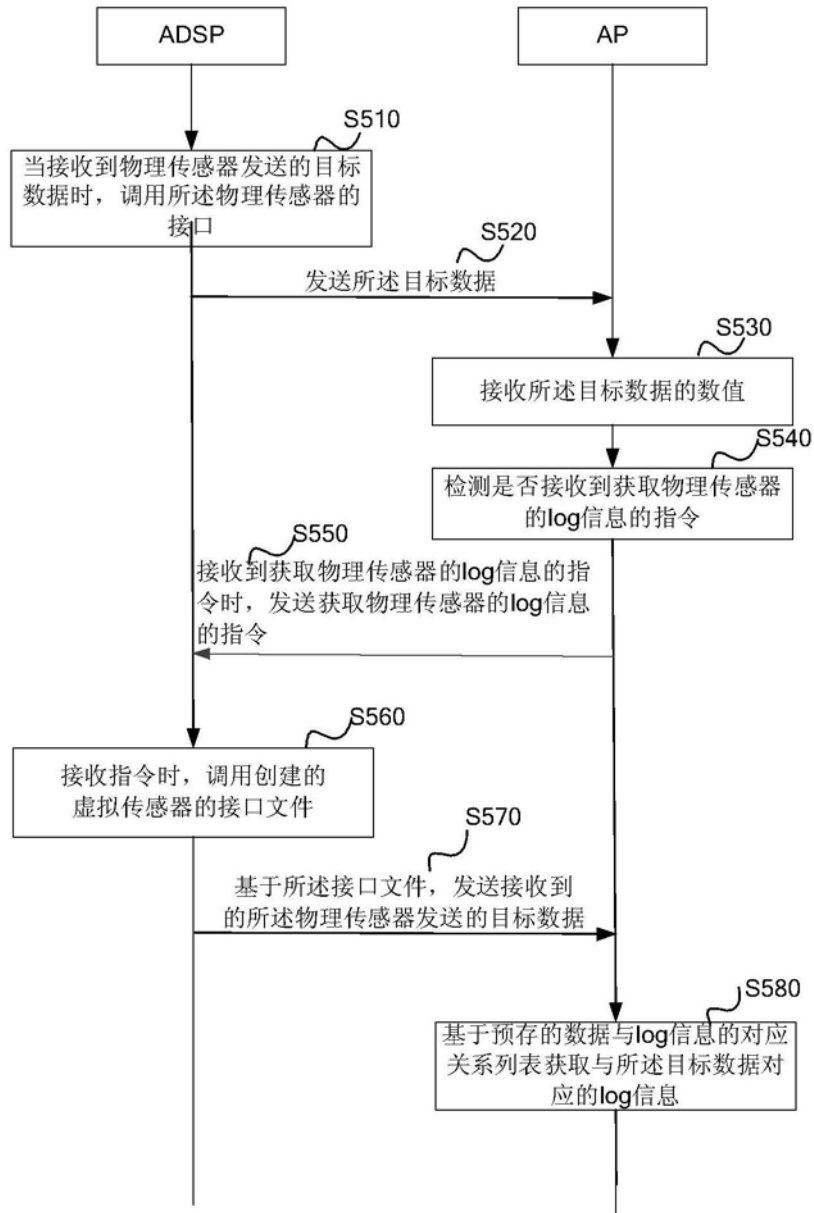 ADSP
AP
S510
当接收到物理传感器发送的目标
数据时，调用所述物理传感器的
接口
S520
发送所述目标数据
S530
接收所述目标数据的数值
S540
检测是否接收到获取物理传感器
的log信息的指令
S550
接收到获取物理传感器的log信息的指
令时，发送获取物理传感器的log信息
的指令
S560
接收指令时，调用创建的
虚拟传感器的接口文件
S570
基于所述接口文件，发送接收到
的所述物理传感器发送的目标数据
S580
基于预存的数据与log信息的对应
关系列表获取与所述目标数据对
应的log信息